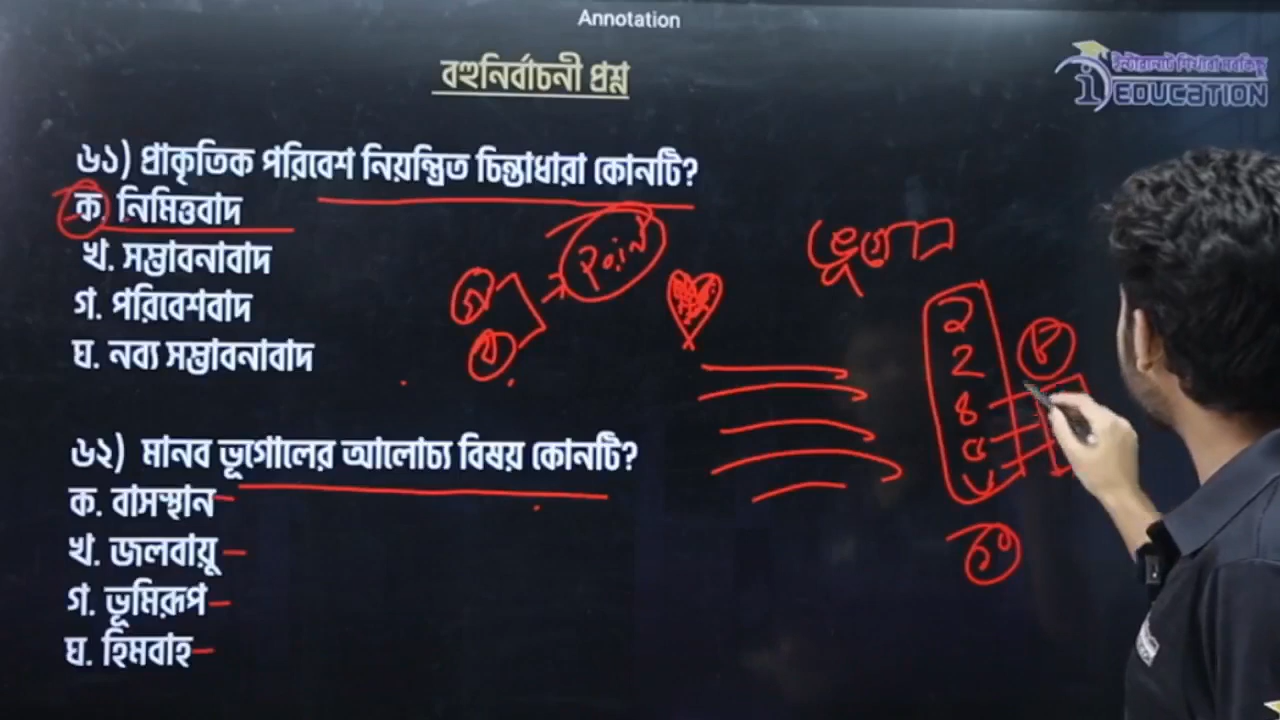 Annotation
বহুনির্বাচনী প্রশ্ন
EDUCATION
৬১) প্রাকৃতিক পরিবেশ নিয়ন্ত্রিত চিন্তাধারা কোনটি?
ক. নিমিত্তবাদ
খ. সম্ভাবনাবাদ
গ. পরিবেশবাদ
ঘ. নব্য সম্ভাবনাবাদ
Point
ভূগোল
৬২) মানব ভূগোলের আলোচ্য বিষয় কোনটি?
ক. বাসস্থান
খ. জলবায়ু
গ. ভূমিরূপ
ঘ. হিমবাহ